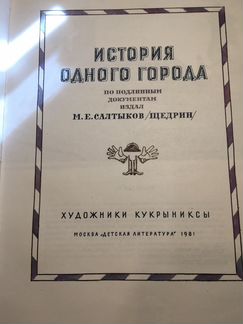 ИСТОРИЯ
ОДНОГО ГОРОДА
ПО ПОДЛИННЫМ
ДОКУМЕНТАМ
ИЗДАЛ
М. Е. САЛТЫКОВ /ЩЕДРИН/
ХУДОЖНИКИ КУКРЫНИКСЫ
МОСКВА „ДЕТСКАЯ ЛИТЕРАТУРА" 1981